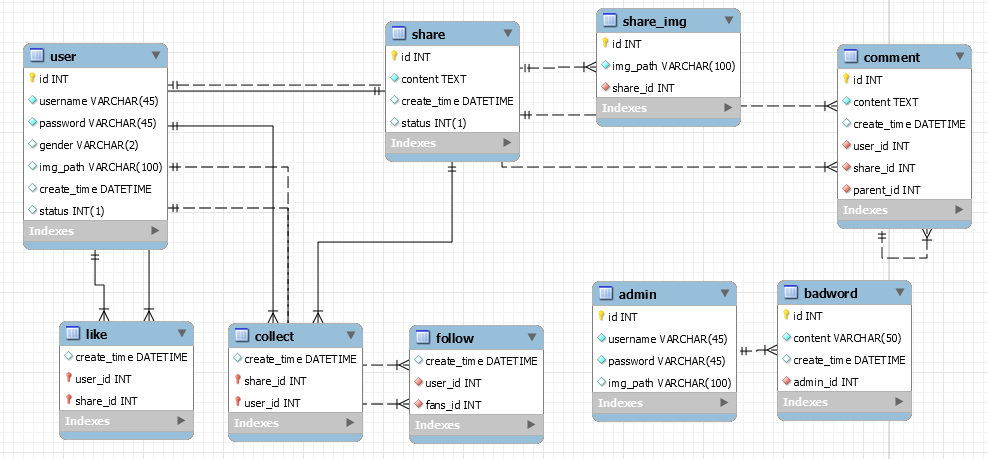 user
id INT
username VARCHAR(45)
password VARCHAR(45)
gender VARCHAR(2)
img_path VARCHAR(100)
create_time DATETIME
status INT(1)
Indexes
share
id INT
content TEXT
create_time DATETIME
status INT(1)
Indexes
share_img
id INT
img_path VARCHAR(100)
share_id INT
Indexes
comment
id INT
content TEXT
create_time DATETIME
user_id INT
share_id INT
parent_id INT
Indexes
like
create_time DATETIME
user_id INT
share_id INT
Indexes
collect
create_time DATETIME
share_id INT
user_id INT
Indexes
follow
create_time DATETIME
user_id INT
fans_id INT
Indexes
admin
id INT
username VARCHAR(45)
password VARCHAR(45)
img_path VARCHAR(100)
Indexes
badword
id INT
content VARCHAR(50)
create_time DATETIME
admin_id INT
Indexes